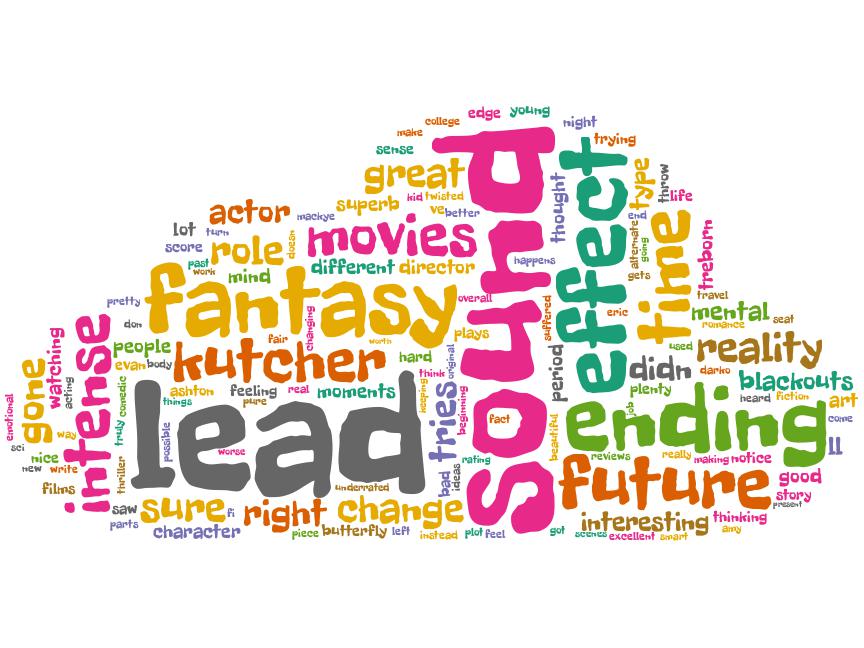 edge
young
college
night
make
trying
sense
great
sound
effect
type
throw
life
kid
twisted
superb
ve
better
thought
actor
mackye
end
lot
turn
movies
alternate
going
time
treborn
score
role
doesn
happens
past
work
mind
different
director
gets
fantasy
overall
suffered
travel
pretty
changing
eric
mental
romance
seat
don
plays
fair
worth
people
kutcher
hard
original
period
used
reality
evan
body
think
didn
darko
blackouts
watching
intense
gone
acting
comedic
ashton
feeling
real
moments
keeping
tries
beginning
plenty
heard
fiction
art
things
pure
lead
fact
beautiful
job
ending
come
emotional
way
truly
possible
sci
nice
worse
rating
reviews
really
making
notice
ll
new
write
thriller
bad
ideas
future
good
films
underrated
story
saw
sure
fi
right
change
present
interesting
thinking
parts
character
piece
butterfly
left
instead
plot
feel
got
scenes
excellent
smart
amy